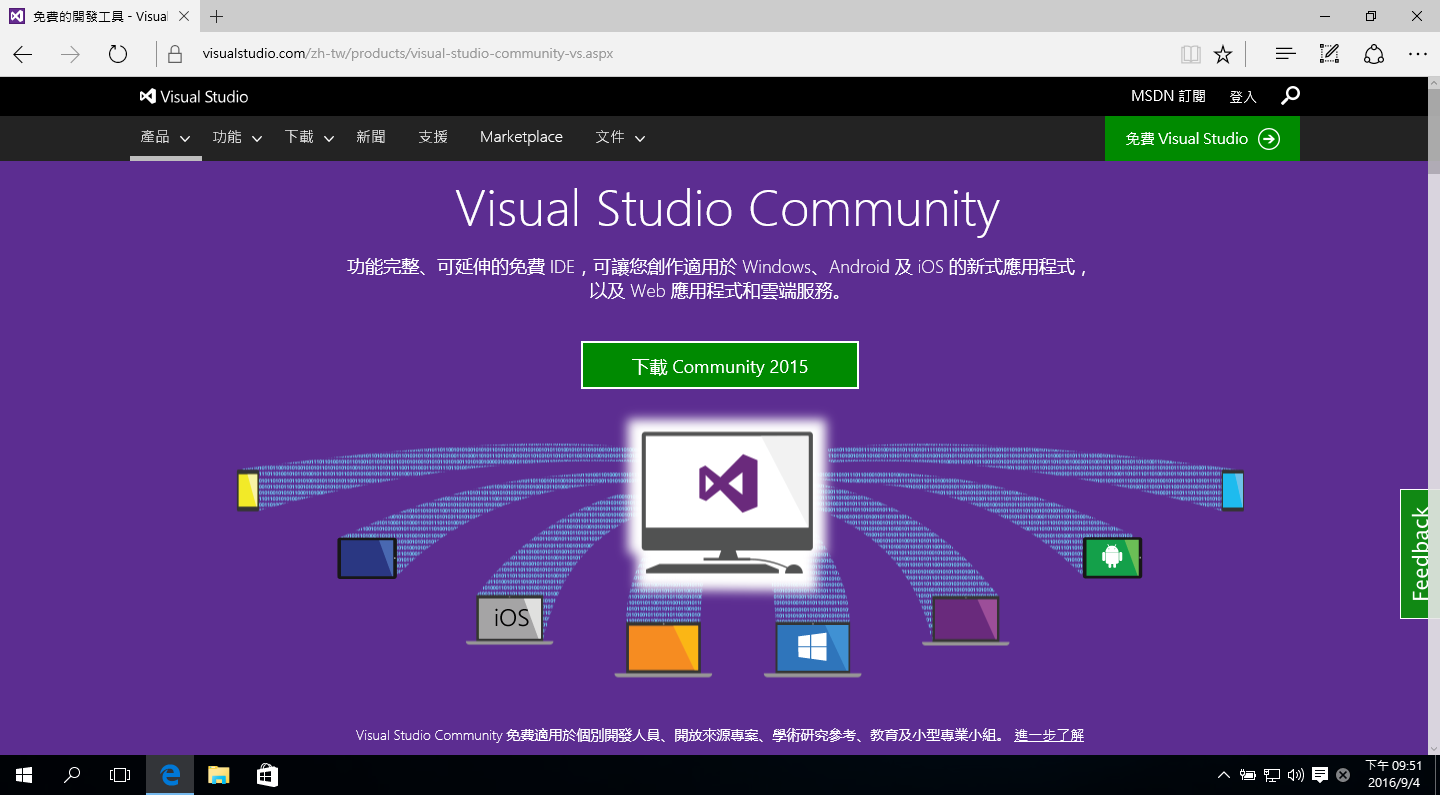 免費的開發工具 - Visual
visualstudio.com/zh-tw/products/visual-studio-community-vs.aspx
Visual Studio
MSDN 訂閱
登入
產品
功能
下載
新聞
支援
Marketplace
文件
免費 Visual Studio
Visual Studio Community
功能完整、可延伸的免費 IDE，可讓您創作適用於 Windows、Android 及 iOS 的新式應用程式，
以及 Web 應用程式和雲端服務。
下載 Community 2015
iOS
Feedback
Visual Studio Community 免費適用於個別開發人員、開放來源專案、學術研究參考、教育及小型專業小組。 進一步了解
下午 09:51
2016/9/4